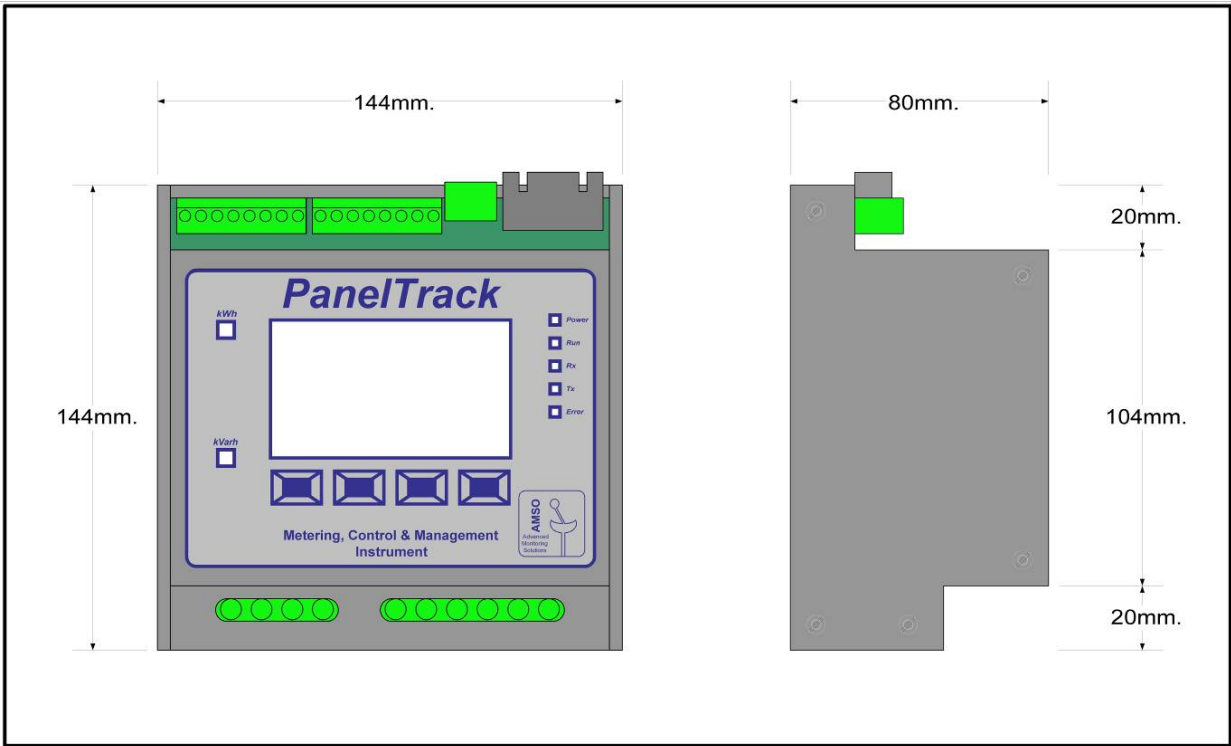 144mm.
80mm.
20mm.
104mm.
20mm.
144mm.
PanelTrack
kWh
kVarh
Power
Run
Rx
Tx
Error
Metering, Control & Management
Instrument
AMSO
Advanced
Monitoring
Solutions